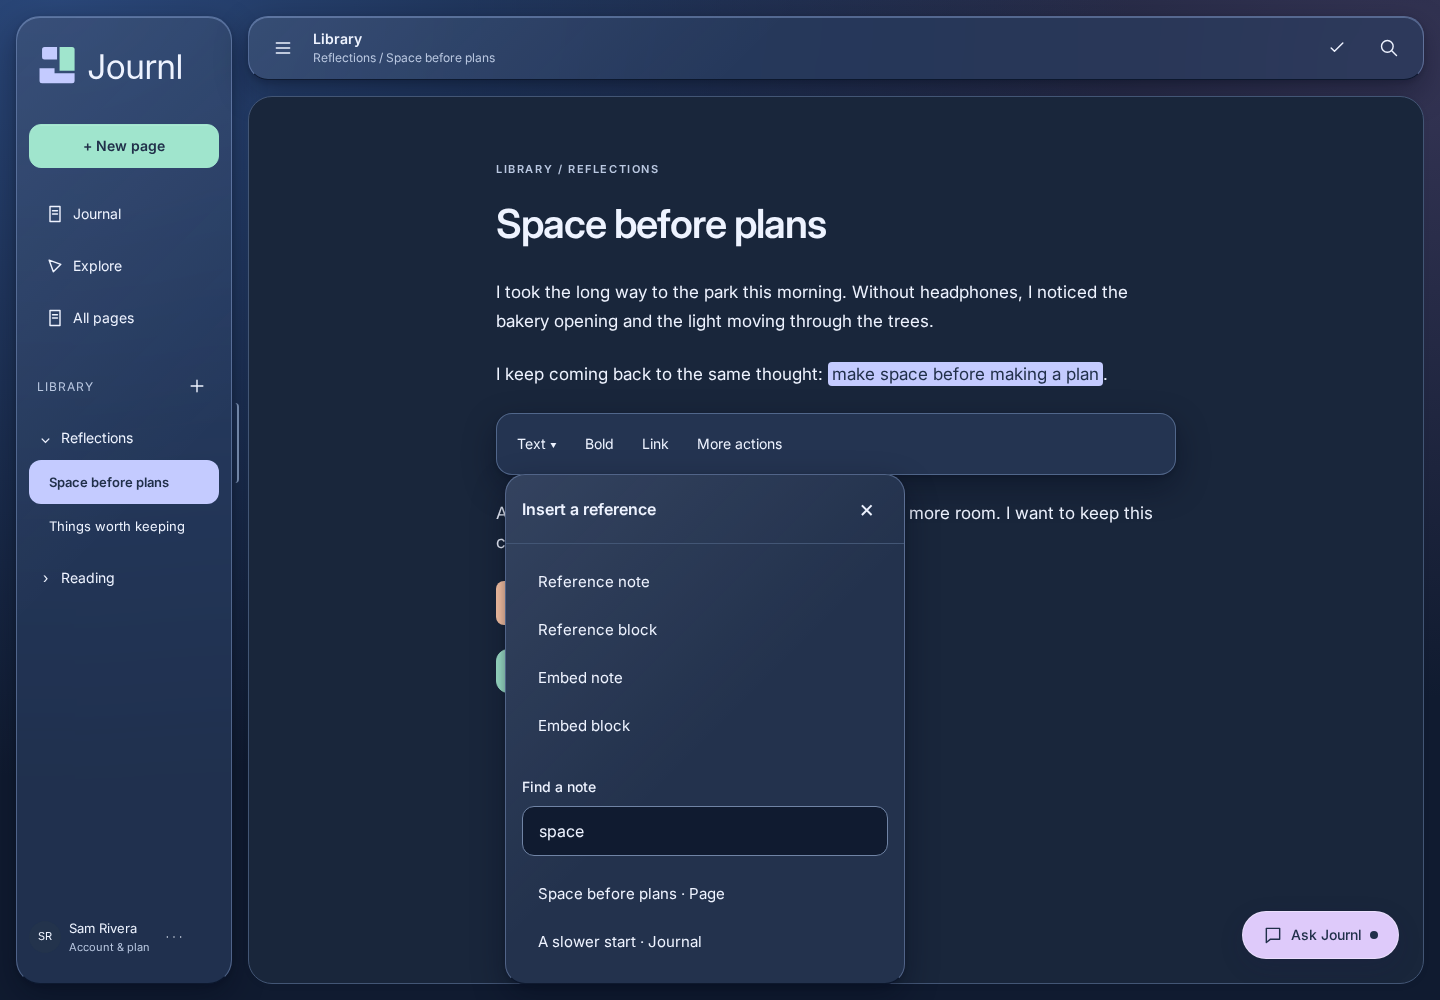 Journl
+ New page
Journal
Explore
All pages
LIBRARY
Reflections
Space before plans
Things worth keeping
Reading
SR
Sam Rivera
Account & plan
...
Library
Reflections / Space before plans
LIBRARY / REFLECTIONS
Space before plans
I took the long way to the park this morning. Without headphones, I noticed the
bakery opening and the light moving through the trees.
I keep coming back to the same thought: make space before making a plan.
Text ▾ Bold Link More actions
A
more room. I want to keep this
Insert a reference
Reference note
Reference block
Embed note
Embed block
Find a note
space
Space before plans · Page
A slower start · Journal
Ask Journl